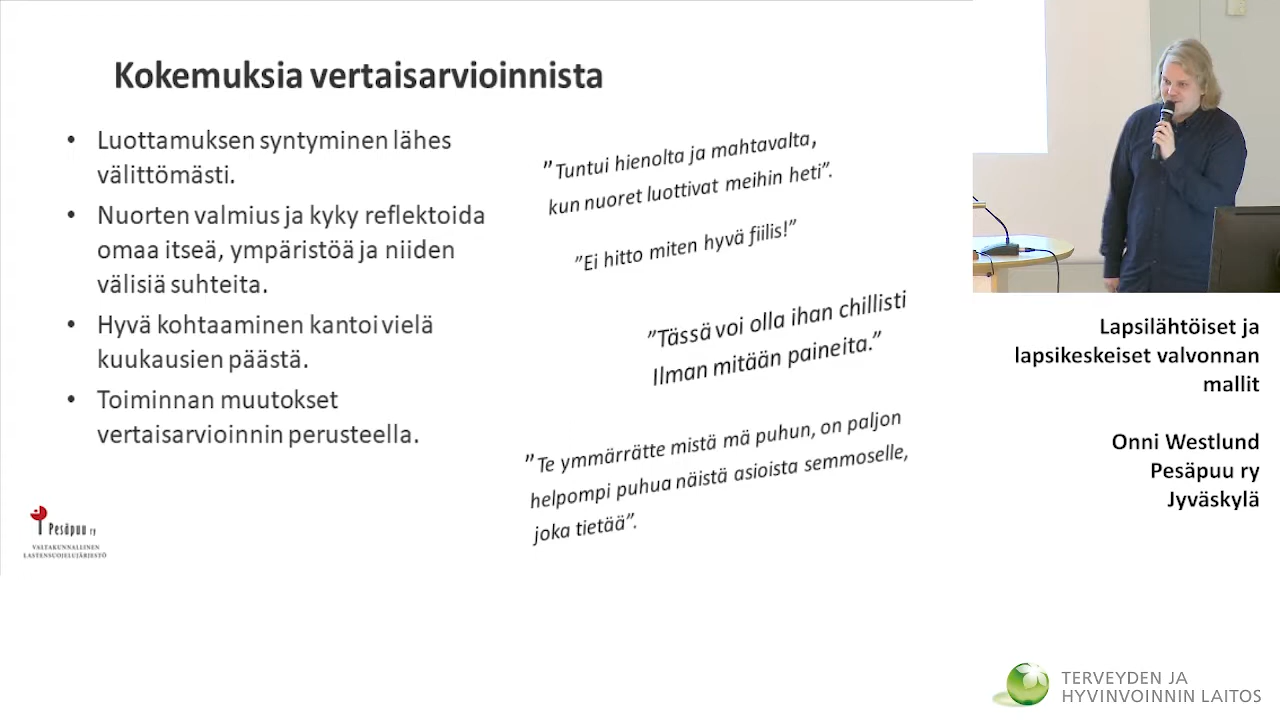 Kokemuksia vertaisarvioinnista
• Luottamuksen syntyminen lähes
välittömästi.
• Nuorten valmius ja kyky reflektoida
omaa itseä, ympäristöä ja niiden
välisiä suhteita.
• Hyvä kohtaaminen kantoi vielä
kuukausien päästä.
• Toiminnan muutokset
vertaisarvioinnin perusteella.
”Tuntui hienolta ja mahtavalta,
kun nuoret luottivat meihin heti”.
”Ei hitto miten hyvä fiilis!”
”Tässä voi olla ihan chillisti
Ilman mitään paineita.”
”Te ymmärrätte mistä mä puhun, on paljon
helpompi puhua näistä asioista semmoselle,
joka tietää”.
Pesäpuu ry
VALTAKUNNALLINEN
LASTENSUOJELUJÄRJESTÖ
Lapsilähtöiset ja
lapsikeskeiset valvonnan
mallit
Onni Westlund
Pesäpuu ry
Jyväskylä
TERVEYDEN JA
HYVINVOINNIN LAITOS